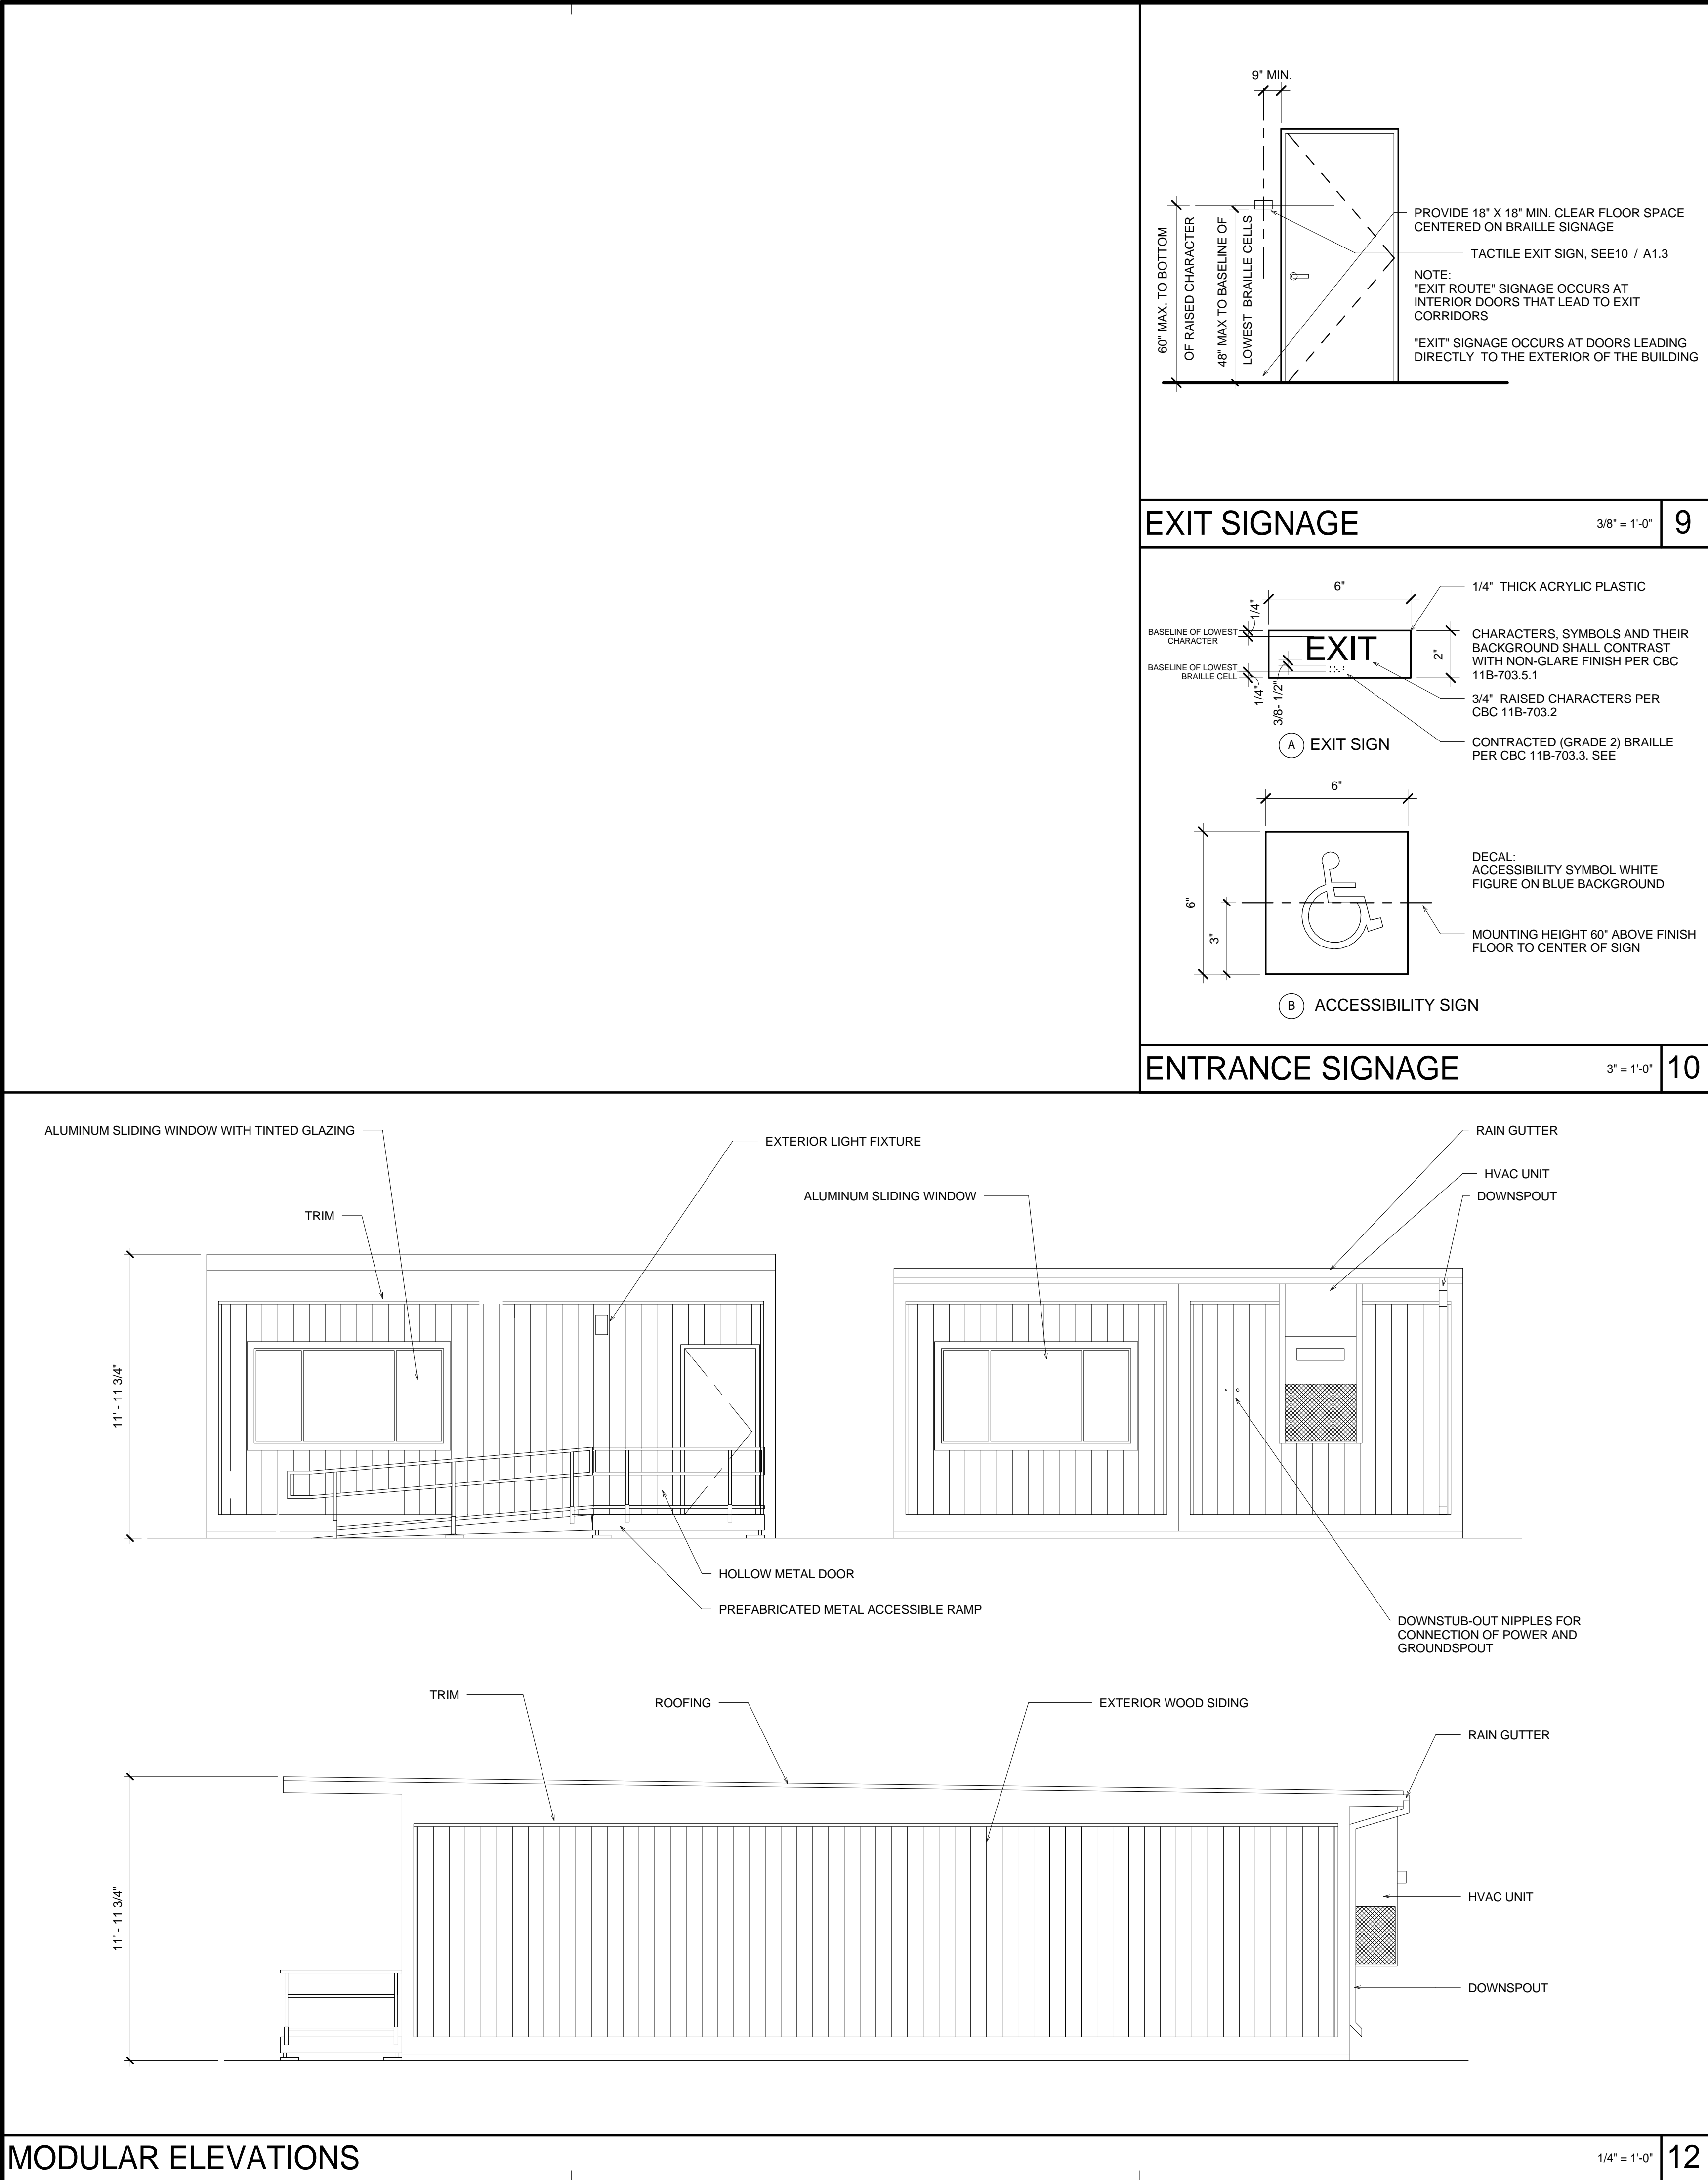 9" MIN.
60" MAX. TO BOTTOM
OF RAISED CHARACTER
48" MAX TO BASELINE OF
LOWEST BRAILLE CELLS
PROVIDE 18" X 18" MIN. CLEAR FLOOR SPACE
CENTERED ON BRAILLE SIGNAGE
TACTILE EXIT SIGN, SEE10 / A1.3
NOTE:
"EXIT ROUTE" SIGNAGE OCCURS AT
INTERIOR DOORS THAT LEAD TO EXIT
CORRIDORS
"EXIT" SIGNAGE OCCURS AT DOORS LEADING
DIRECTLY TO THE EXTERIOR OF THE BUILDING
EXIT SIGNAGE
3/8" = 1'-0"
9
6"
1/4"
BASELINE OF LOWEST
CHARACTER
BASELINE OF LOWEST
BRAILLE CELL
1/4"
3/8- 1/2"
EXIT
2"
1/4" THICK ACRYLIC PLASTIC
CHARACTERS, SYMBOLS AND THEIR
BACKGROUND SHALL CONTRAST
WITH NON-GLARE FINISH PER CBC
11B-703.5.1
3/4" RAISED CHARACTERS PER
CBC 11B-703.2
CONTRACTED (GRADE 2) BRAILLE
PER CBC 11B-703.3. SEE
A EXIT SIGN
6"
6"
3"
DECAL:
ACCESSIBILITY SYMBOL WHITE
FIGURE ON BLUE BACKGROUND
MOUNTING HEIGHT 60" ABOVE FINISH
FLOOR TO CENTER OF SIGN
B ACCESSIBILITY SIGN
ENTRANCE SIGNAGE
3" = 1'-0"
10
ALUMINUM SLIDING WINDOW WITH TINTED GLAZING
TRIM
EXTERIOR LIGHT FIXTURE
ALUMINUM SLIDING WINDOW
RAIN GUTTER
HVAC UNIT
DOWNSPOUT
11' - 11 3/4"
HOLLOW METAL DOOR
PREFABRICATED METAL ACCESSIBLE RAMP
DOWNSTUB-OUT NIPPLES FOR
CONNECTION OF POWER AND
GROUNDSPOUT
TRIM
ROOFING
EXTERIOR WOOD SIDING
RAIN GUTTER
11' - 11 3/4"
HVAC UNIT
DOWNSPOUT
MODULAR ELEVATIONS
1/4" = 1'-0"
12